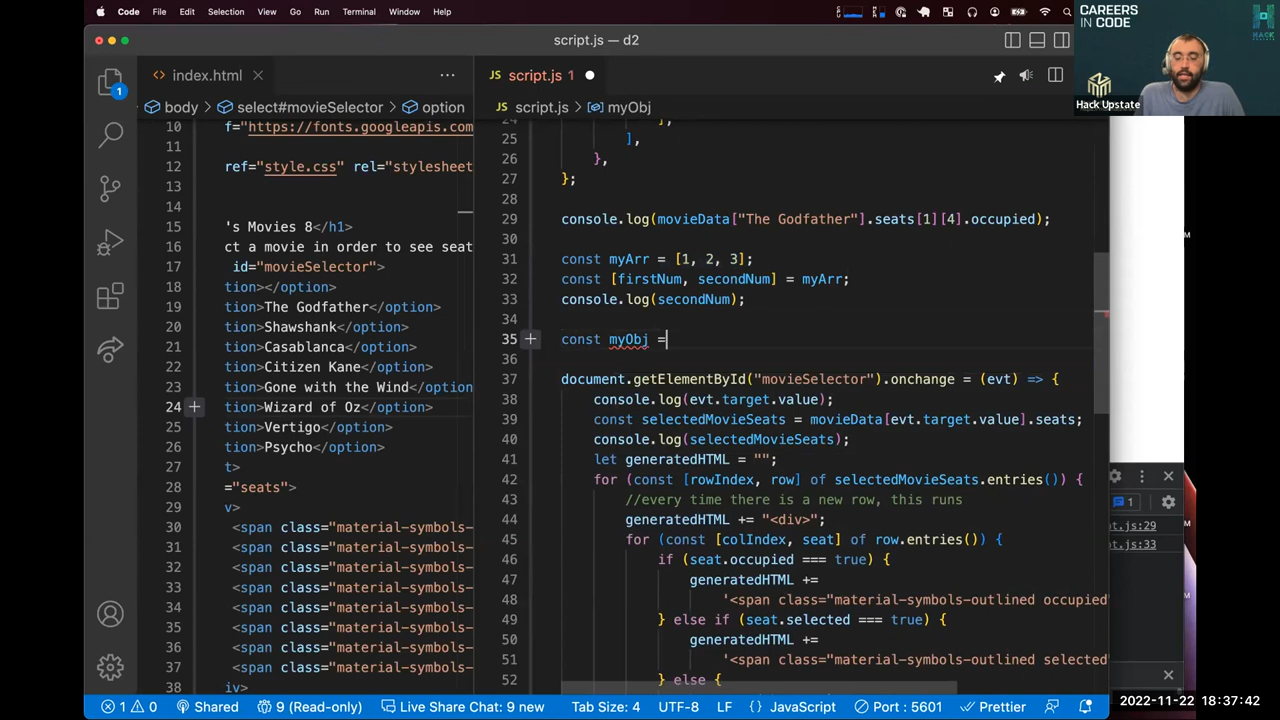 Code File Edit Selection View Go Run Terminal Window Help
CAREERS
IN CODE
HACK
Hack Upstate
script.js — d2
index.html
script.js 1
body > select#movieSelector > option
script.js > myObj
1
10 f="https://fonts.googleapis.com
11
12 ref="style.css" rel="stylesheet
13
14
15 's Movies 8</h1>
16 ct a movie in order to see seat
17 id="movieSelector">
18 tion></option>
19 tion>The Godfather</option>
20 tion>Shawshank</option>
21 tion>Casablanca</option>
22 tion>Citizen Kane</option>
23 tion>Gone with the Wind</option
24 tion>Wizard of Oz</option>
25 tion>Vertigo</option>
26 tion>Psycho</option>
27 t>
28 ="seats">
29 v>
30 <span class="material-symbols-
31 <span class="material-symbols-
32 <span class="material-symbols-
33 <span class="material-symbols-
34 <span class="material-symbols-
35 <span class="material-symbols-
36 <span class="material-symbols-
37 <span class="material-symbols-
38 iv>
24 ],
25 ],
26 },
27 };
28
29 console.log(movieData["The Godfather"].seats[1][4].occupied);
30
31 const myArr = [1, 2, 3];
32 const [firstNum, secondNum] = myArr;
33 console.log(secondNum);
34
35 const myObj =
36
37 document.getElementById("movieSelector").onchange = (evt) => {
38 console.log(evt.target.value);
39 const selectedMovieSeats = movieData[evt.target.value].seats;
40 console.log(selectedMovieSeats);
41 let generatedHTML = "";
42 for (const [rowIndex, row] of selectedMovieSeats.entries()) {
43 //every time there is a new row, this runs
44 generatedHTML += "<div>";
45 for (const [colIndex, seat] of row.entries()) {
46 if (seat.occupied === true) {
47 generatedHTML +=
48 '<span class="material-symbols-outlined occupied
49 } else if (seat.selected === true) {
50 generatedHTML +=
51 '<span class="material-symbols-outlined selected
52 } else {
M
1
pt.js:29
pt.js:33
M
M
1 0 Shared 9 (Read-only) Live Share Chat: 9 new Tab Size: 4 UTF-8 LF JavaScript Port : 5601 Prettier
2022-11-22 18:37:42